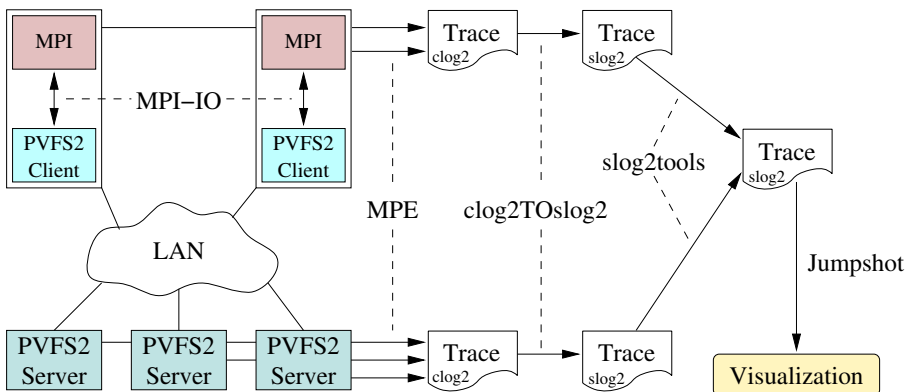 MPI
MPI
Trace
clog2
Trace
slog2
MPI-IO
PVFS2
Client
PVFS2
Client
Trace
slog2
slog2tools
MPE
clog2TOslog2
LAN
Jumpshot
PVFS2
Server
PVFS2
Server
PVFS2
Server
Trace
clog2
Trace
slog2
Visualization